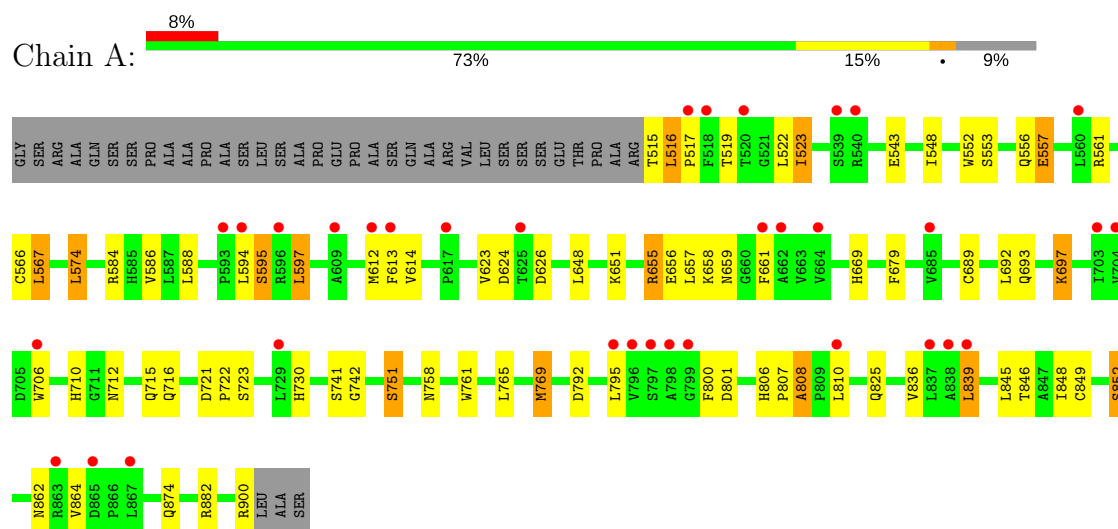 8%
Chain A:
73% 15% • 9%
GLY SER ARG ALA GLN SER SER PRO ALA ALA PRO ALA SER LEU SER ALA PRO GLU PRO ALA SER GLN ALA ARG VAL LEU SER SER SER GLU THR PRO ALA ARG T515 L516 P517 F518 T519 T520 G521 L522 I523 S539 R540 E543 I548 W552 S553 Q556 E557 L560 R561
C566 L567 L574 R584 H585 V586 L587 L588 P593 L594 S595 R596 L597 A609 M612 F613 V614 P617 V623 D624 T625 D626 L648 K651 R655 E656 L657 K658 N659 G660 F661 A662 V663 V664 H669 F679 V685 C689 L692 Q693 K697 I703
D705 W706 H710 G711 N712 Q715 Q716 D721 P722 S723 L729 H730 S741 G742 S751 N758 W761 L765 M769 D792 L795 V796 S797 A798 G799 F800 D801 H806 P807 A808 P809 L810 Q825 V836 L837 A838 L839 L845 T846 A847 I848 C849
N862 R863 V864 D865 P866 L867 Q874 R882 R900 LEU ALA SER